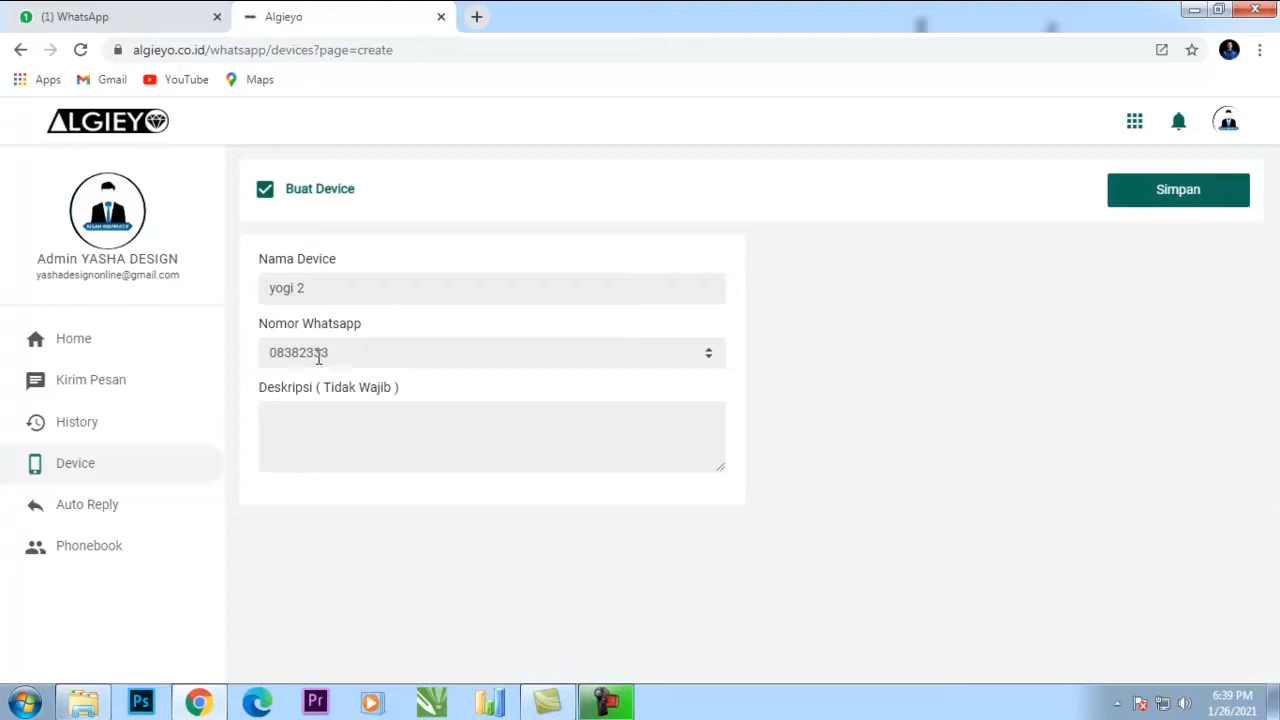 (1) WhatsApp
Algieyo
algieyo.co.id/whatsapp/devices?page=create
Apps
Gmail
YouTube
Maps
ALGIEYO
Buat Device
Simpan
Admin YASHA DESIGN
yashadesignonline@gmail.com
Nama Device
yogi 2
Nomor Whatsapp
08382333
Deskripsi ( Tidak Wajib )
Home
Kirim Pesan
History
Device
Auto Reply
Phonebook
Ps
Pr
6:39 PM
1/26/2021